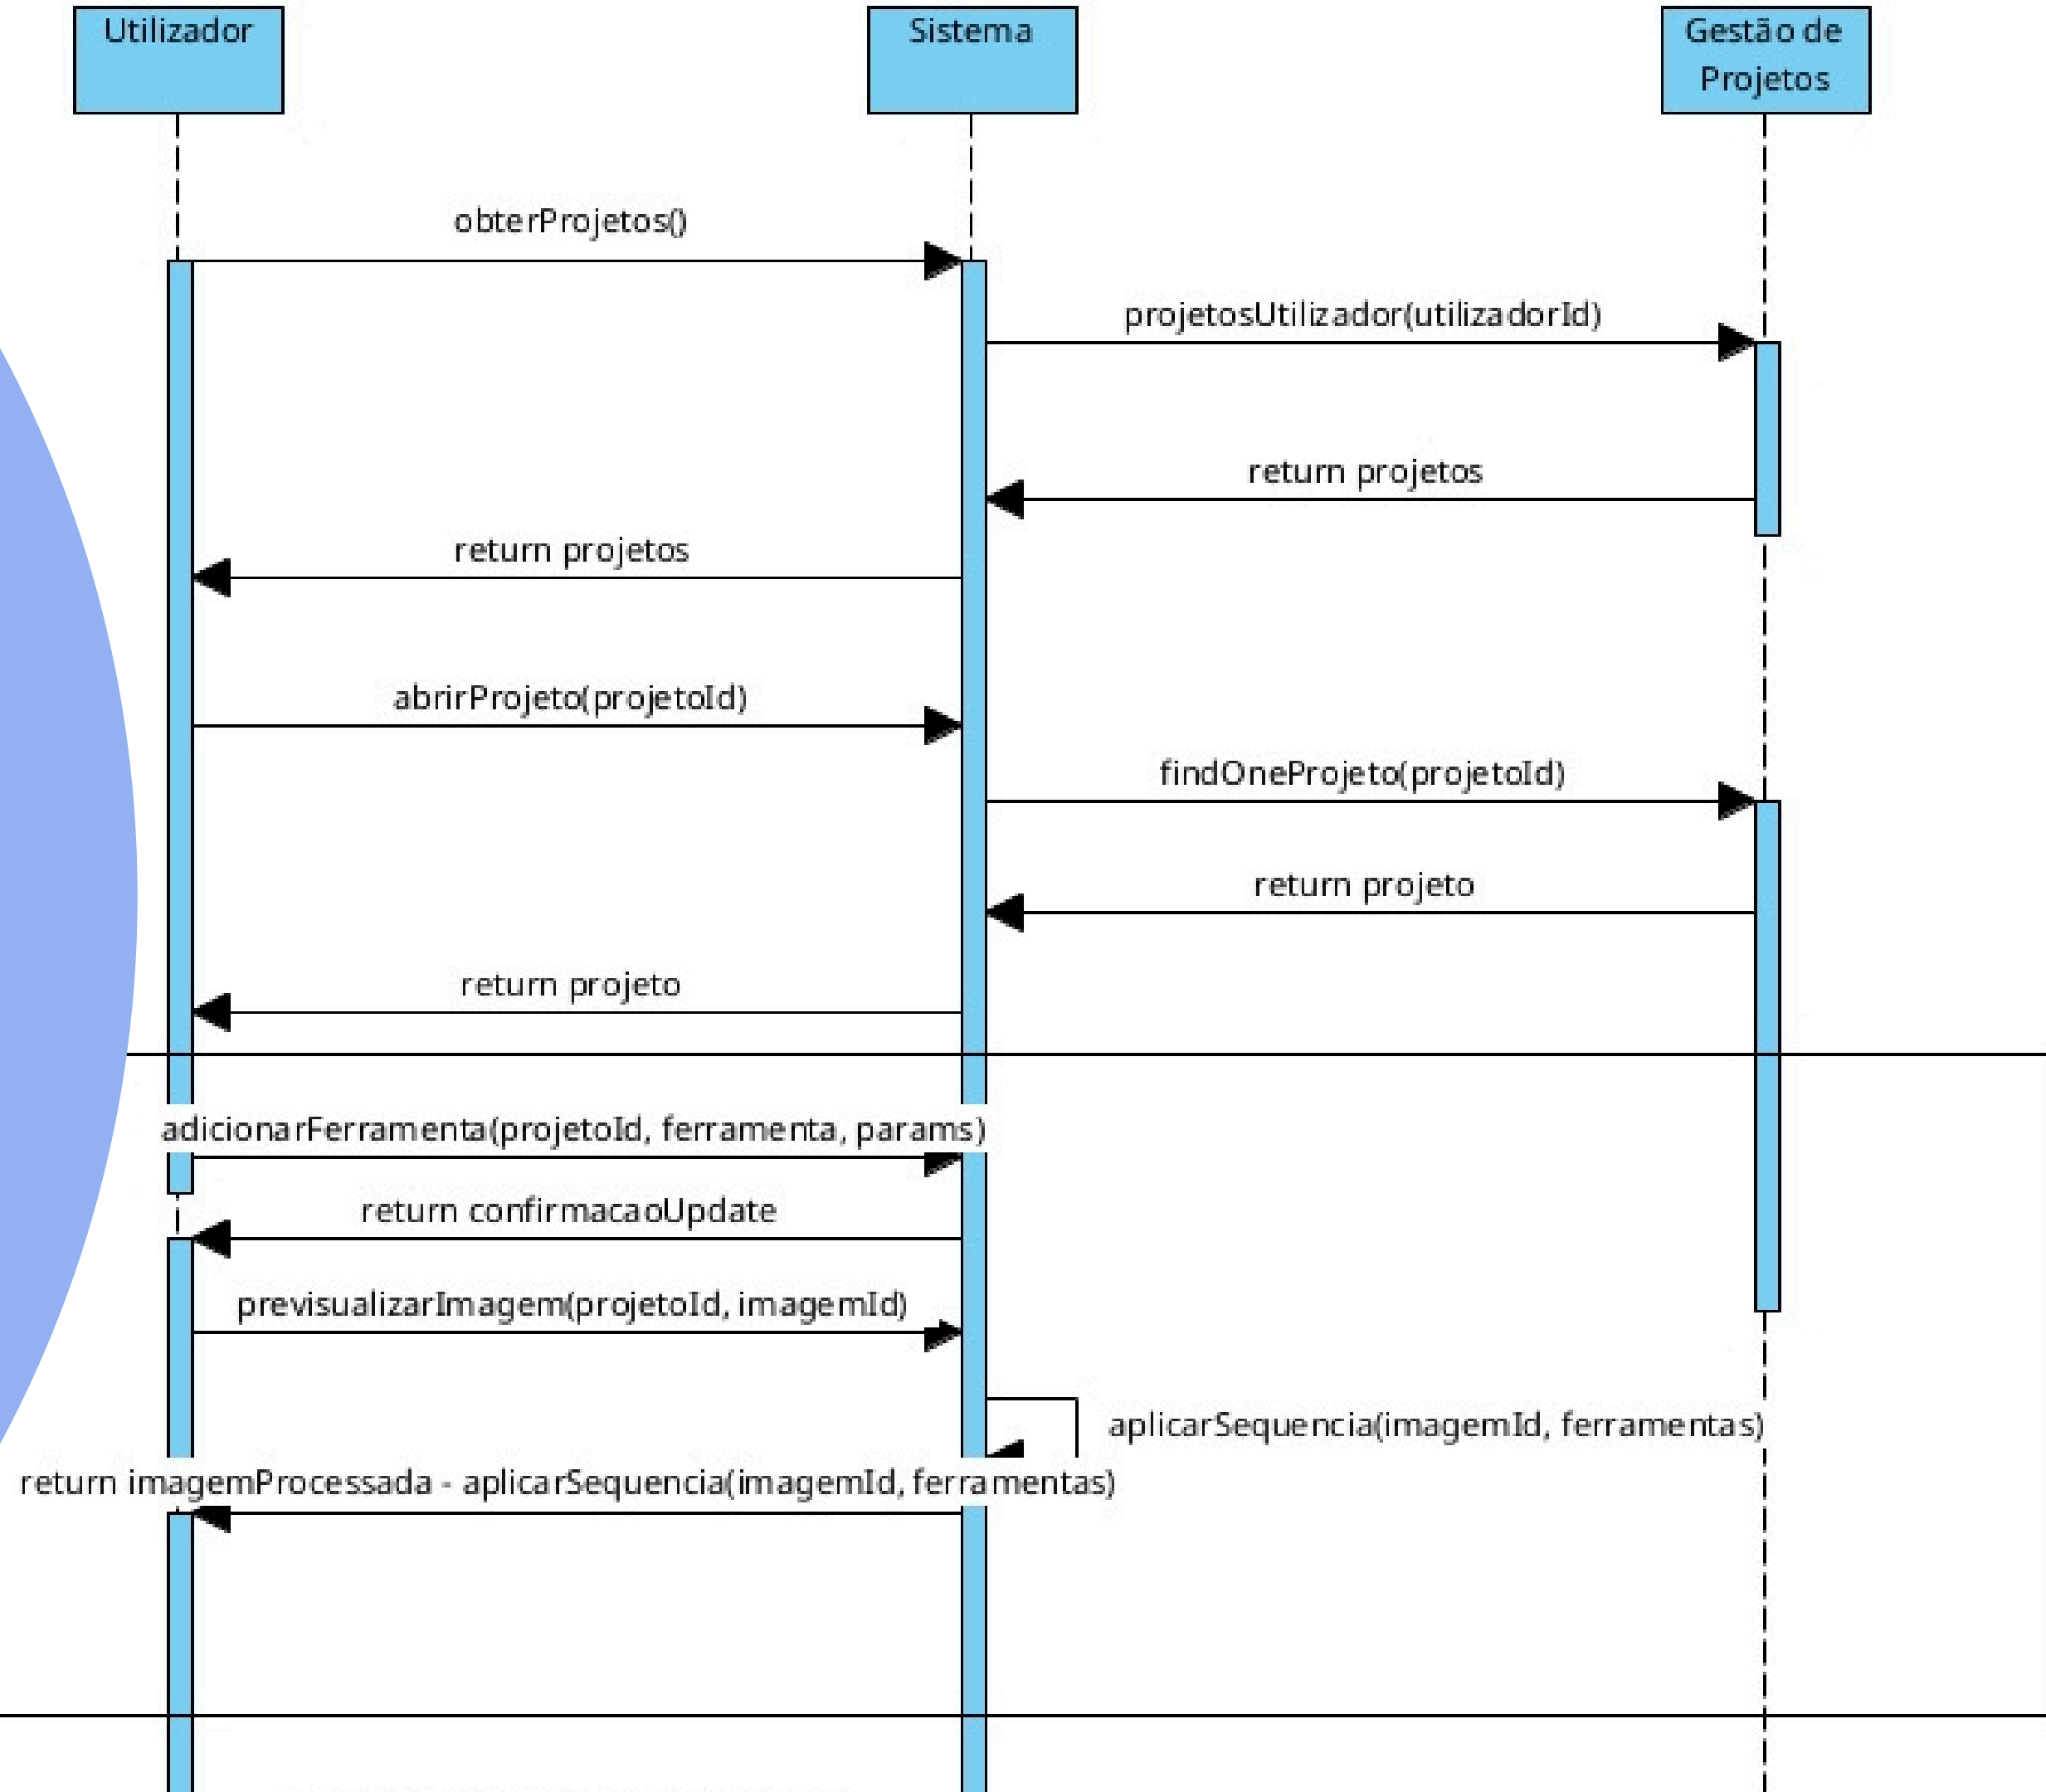 Utilizador
Sistema
Gestão de
Projetos
obterProjetos()
projetosUtilizador(utilizadorId)
return projetos
return projetos
abrirProjeto(projetoId)
findOneProjeto(projetoId)
return projeto
return projeto
adicionarFerramenta(projetoId, ferramenta, params)
return confirmacaoUpdate
previsualizarImagem(projetoId, imagemId)
aplicarSequencia(imagemId, ferramentas)
return imagemProcessada - aplicarSequencia(imagemId, ferramentas)